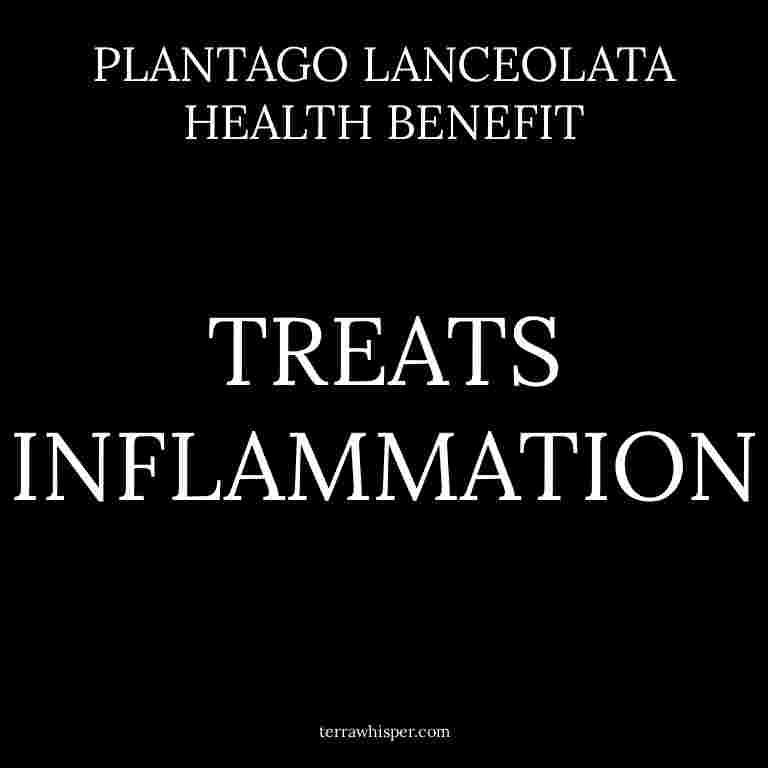 PLANTAGO LANCEOLATA
HEALTH BENEFIT
TREATS
INFLAMMATION
terrawhisper.com